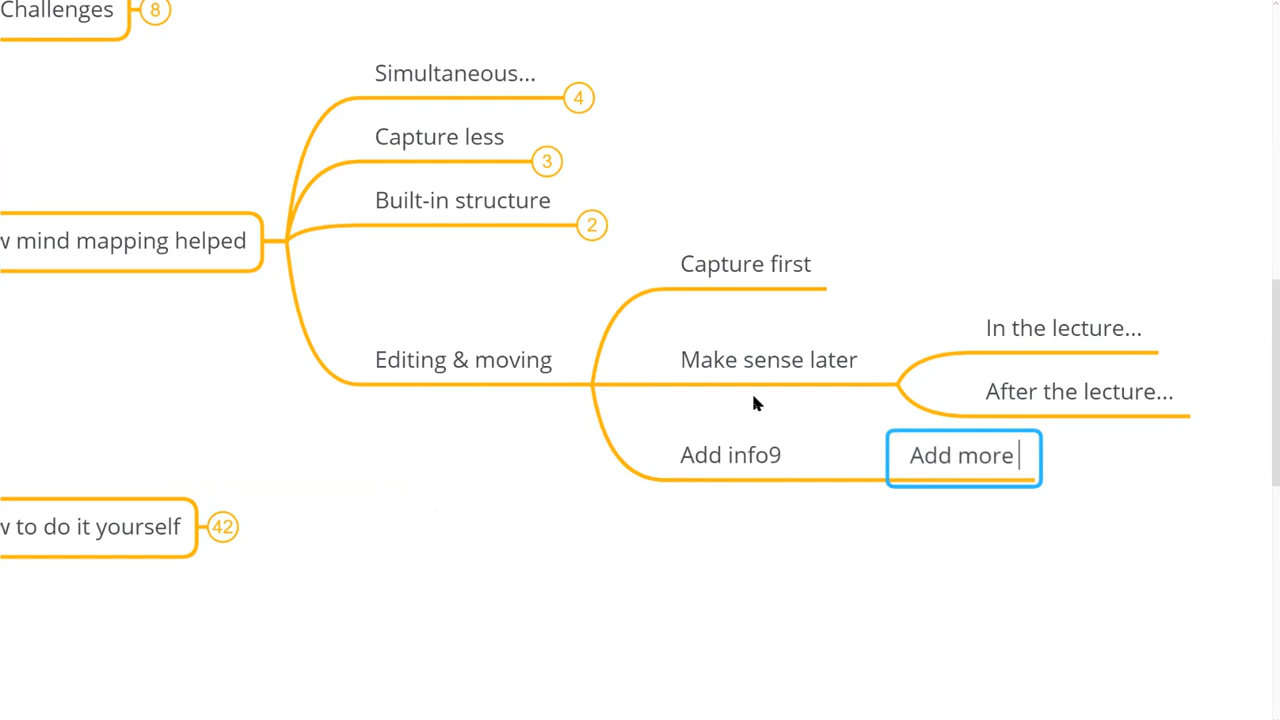 Challenges
8
Simultaneous...
4
Capture less
3
Built-in structure
2
w mind mapping helped
Capture first
Editing & moving
Make sense later
In the lecture...
After the lecture...
Add info9
Add more
w to do it yourself
42